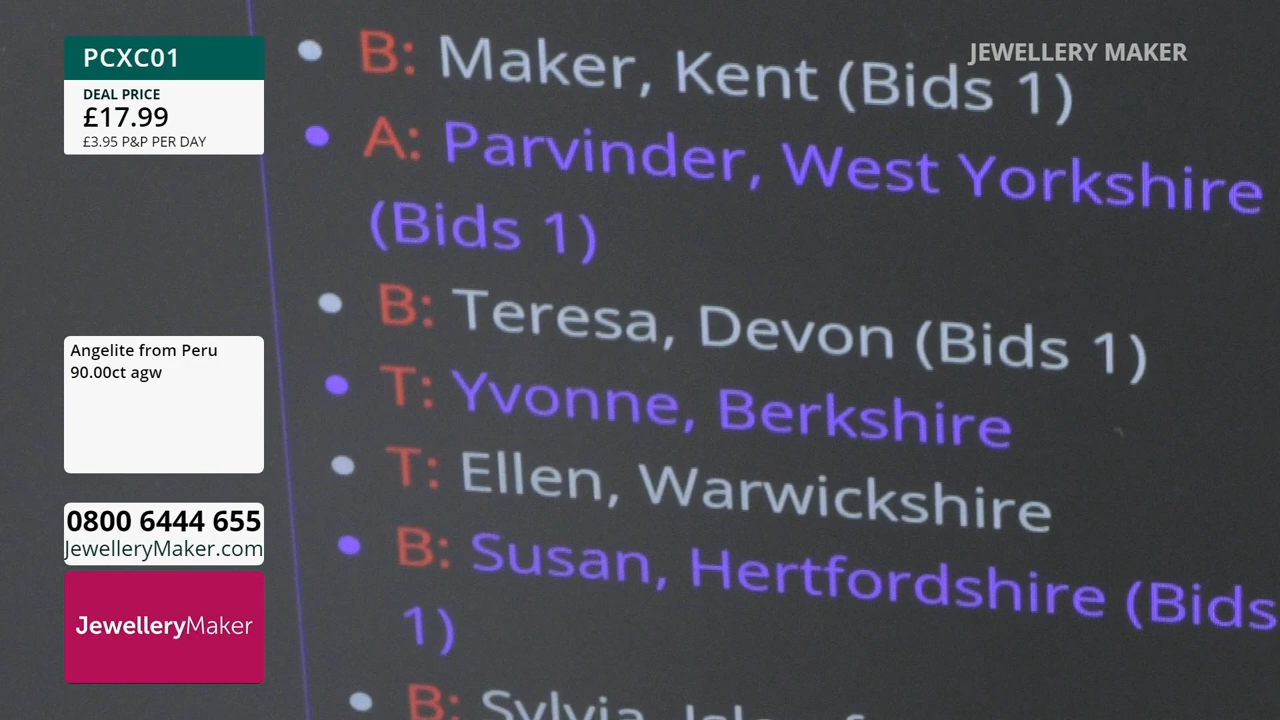 PCXC01
DEAL PRICE
£17.99
£3.95 P&P PER DAY
Angelite from Peru
90.00ct agw
0800 6444 655
JewelleryMaker.com
JewelleryMaker
JEWELLERY MAKER
• B: Maker, Kent (Bids 1)
• A: Parvinder, West Yorkshire
(Bids 1)
• B: Teresa, Devon (Bids 1)
• T: Yvonne, Berkshire
• T: Ellen, Warwickshire
• B: Susan, Hertfordshire (Bids
1)
• B: Sylvia,